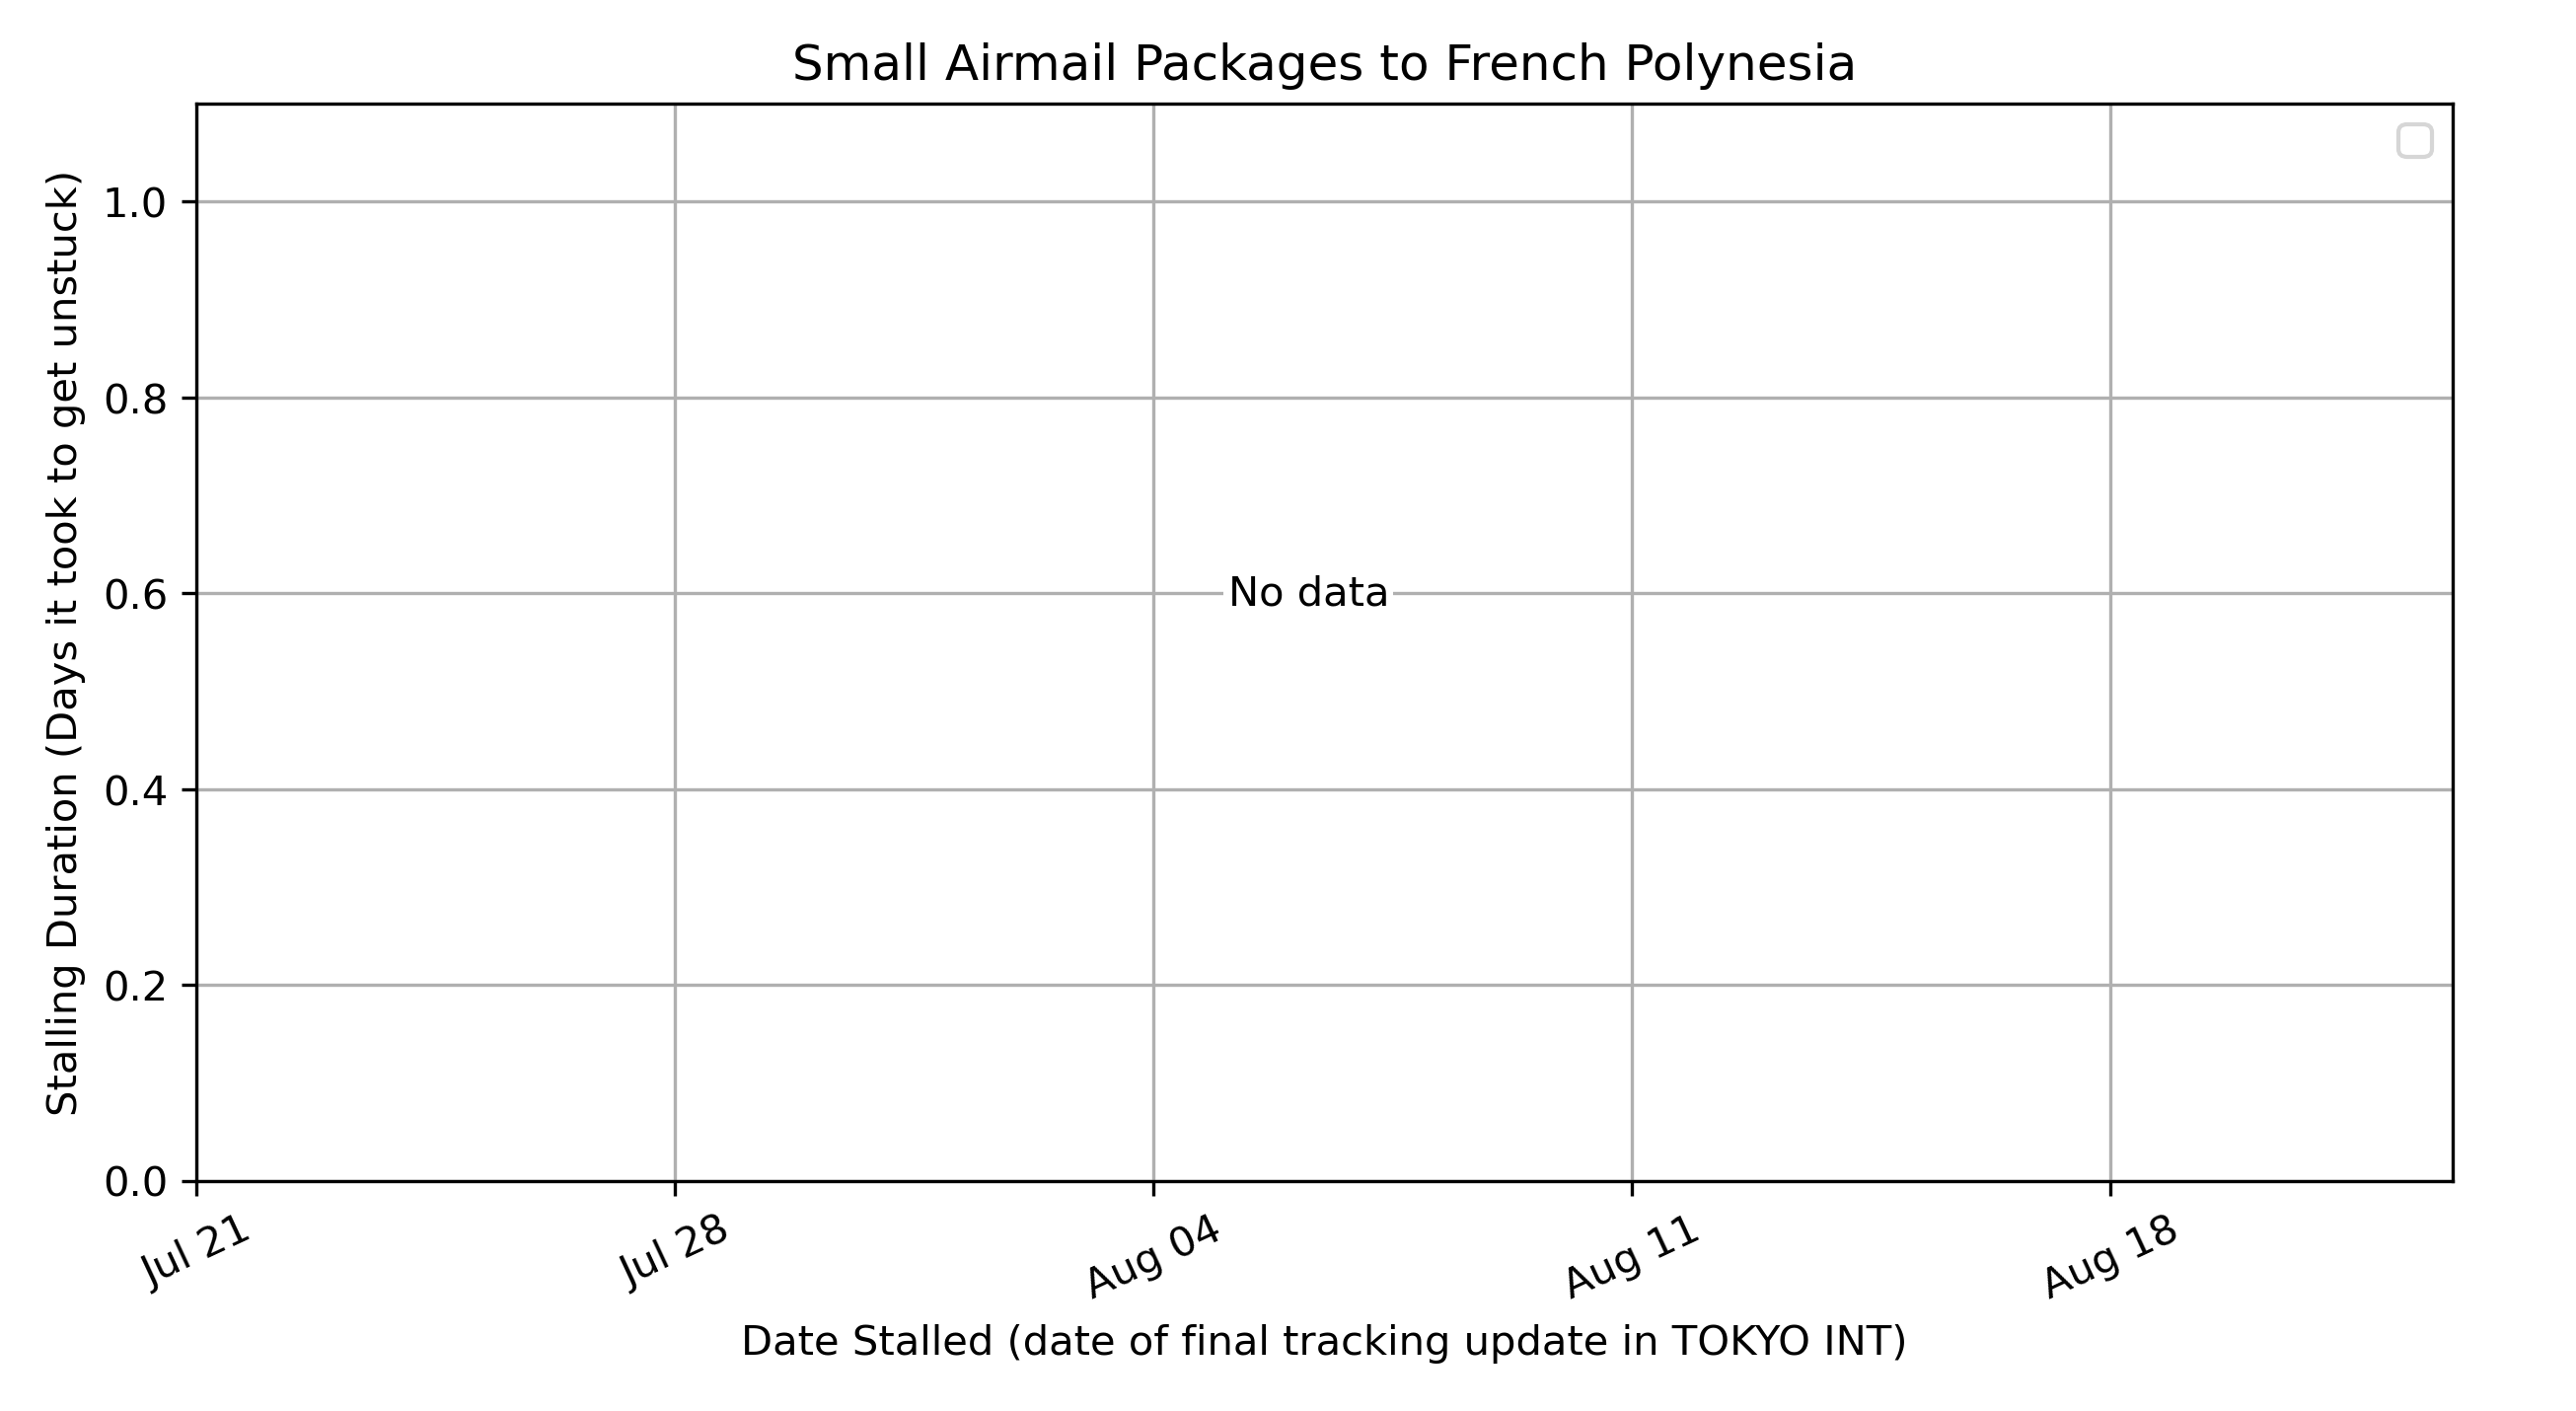 Small Airmail Packages to French Polynesia
Stalling Duration (Days it took to get unstuck)
1.0
0.8
0.6
0.4
0.2
0.0
No data
Jul 21
Jul 28
Aug 04
Aug 11
Aug 18
Date Stalled (date of final tracking update in TOKYO INT)